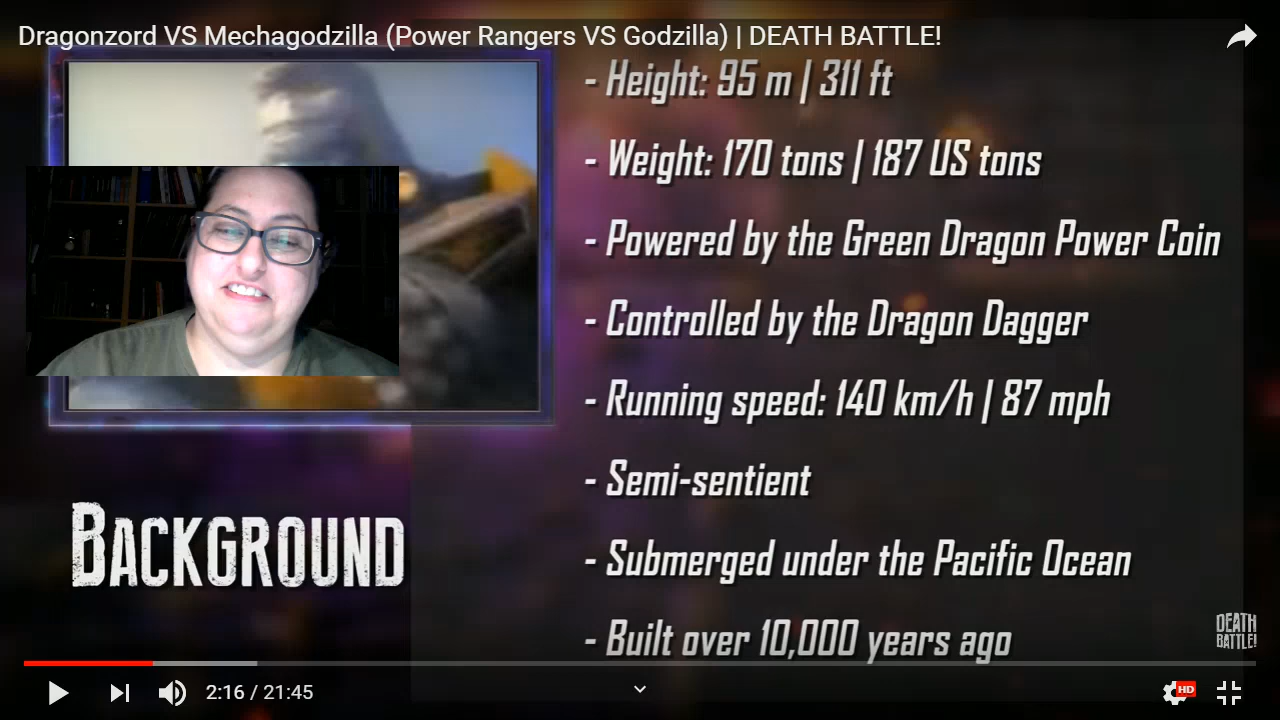 Dragonzord VS Mechagodzilla (Power Rangers VS Godzilla) | DEATH BATTLE!
- Height: 95 m | 311 ft
- Weight: 170 tons | 187 US tons
- Powered by the Green Dragon Power Coin
- Controlled by the Dragon Dagger
- Running speed: 140 km/h | 87 mph
- Semi-sentient
- Submerged under the Pacific Ocean
- Built over 10,000 years ago
BACKGROUND
DEATH
BATTLE!
2:16 / 21:45
HD